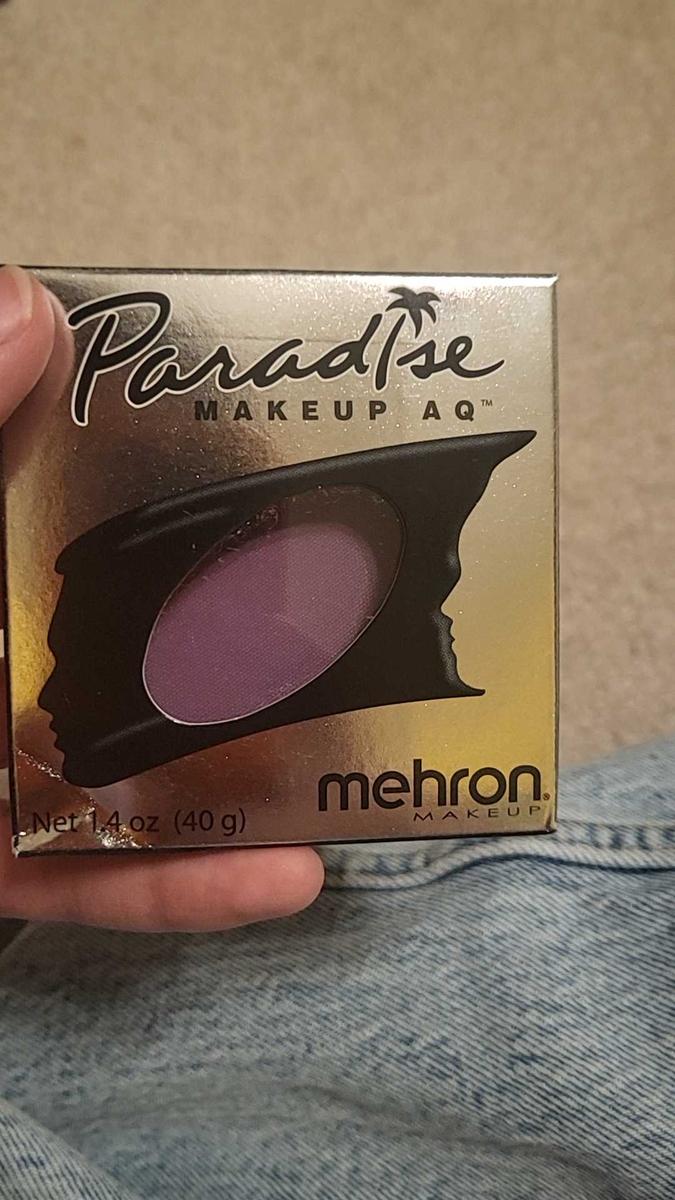 Paradise
MAKEUP AQ™
mehron®
MAKEUP
Net 1.4 oz (40 g)